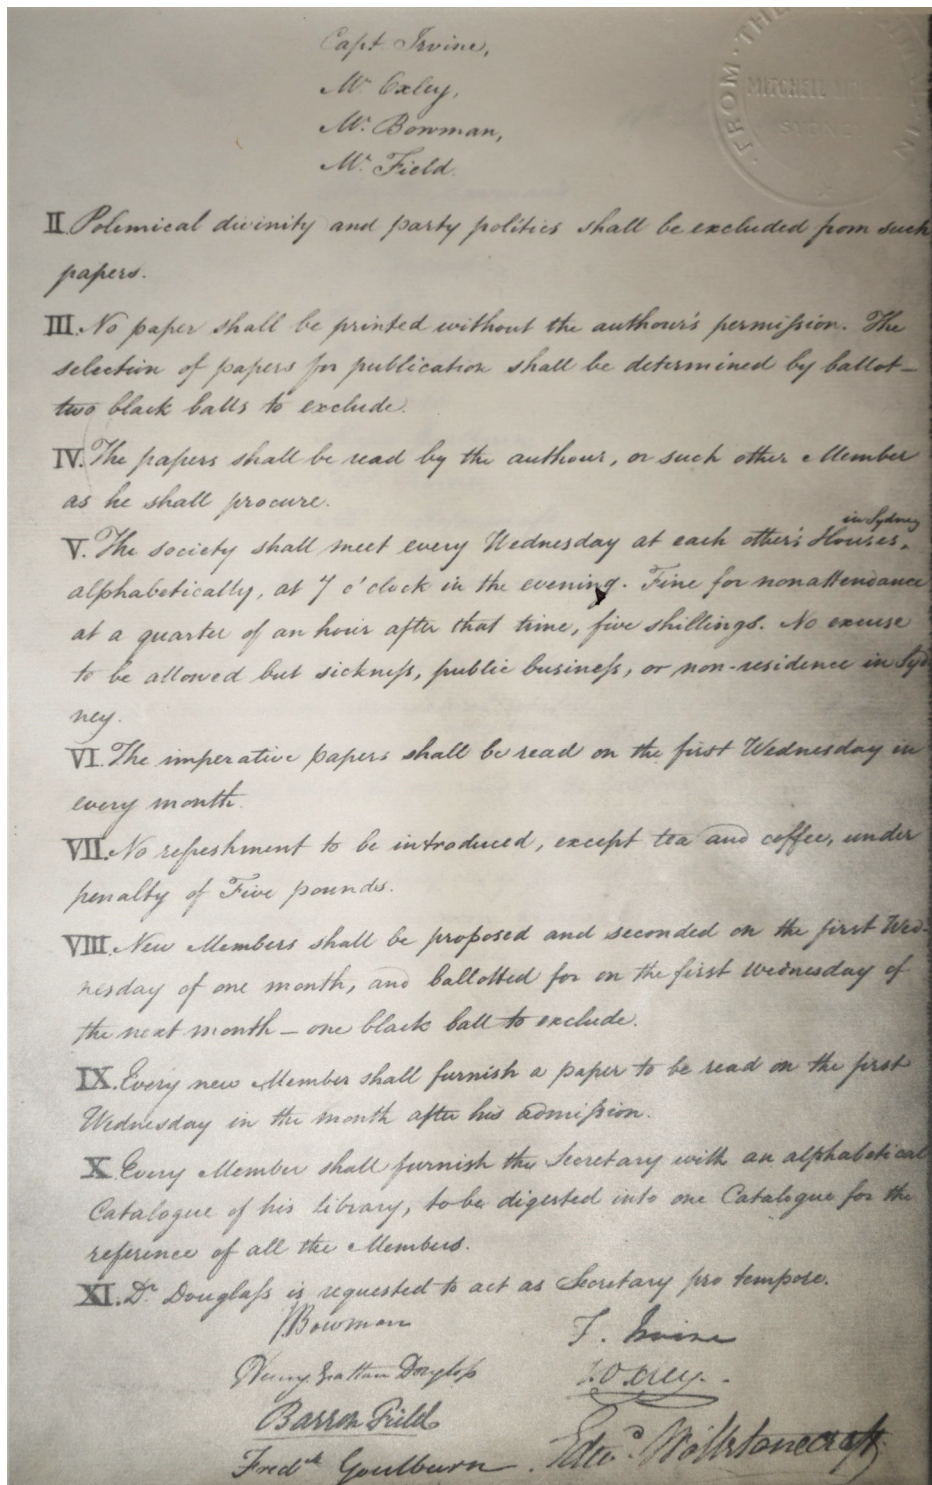 Capt. Irvine,
Mr. Oxley,
Mr. Bowman,
Mr. Field.
FROM THE
MITCHELL
SYDNEY
II. Polemical divinity and party politics shall be excluded from such
papers.
III. No paper shall be printed without the authour's permiſsion. The
selection of papers for publication shall be determined by ballot—
two black balls to exclude.
IV. The papers shall be read by the authour, or such other Member
as he shall procure.
in Sydney
V. The society shall meet every Wednesday at each other's Houses,
alphabetically, at 7 o'clock in the evening. Fine for nonattendance
at a quarter of an hour after that time, five shillings. No excuse
to be allowed but sickneſs, public buſineſs, or non-residence in Syd
ney.
VI. The imperative papers shall be read on the first Wednesday in
every month.
VII. No refreshment to be introduced, except tea and coffee, under
penalty of Five pounds.
VIII. New Members shall be proposed and seconded on the first Wed-
nesday of one month, and ballotted for on the first Wednesday of
the next month — one black ball to exclude.
IX. Every new Member shall furnish a paper to be read on the first
Wednesday in the month after his admiſsion.
X. Every Member shall furnish the Secretary with an alphabetical
Catalogue of his library, to be digested into one Catalogue for the
reference of all the Members.
XI. Dr. Douglaſs is requested to act as Secretary pro tempore.
J Bowman
F. Irvine
Henry Grattan Douglaſs
J. Oxley.
Barron Field
Edwd. Wollstonecraft
Fredck Goulburn